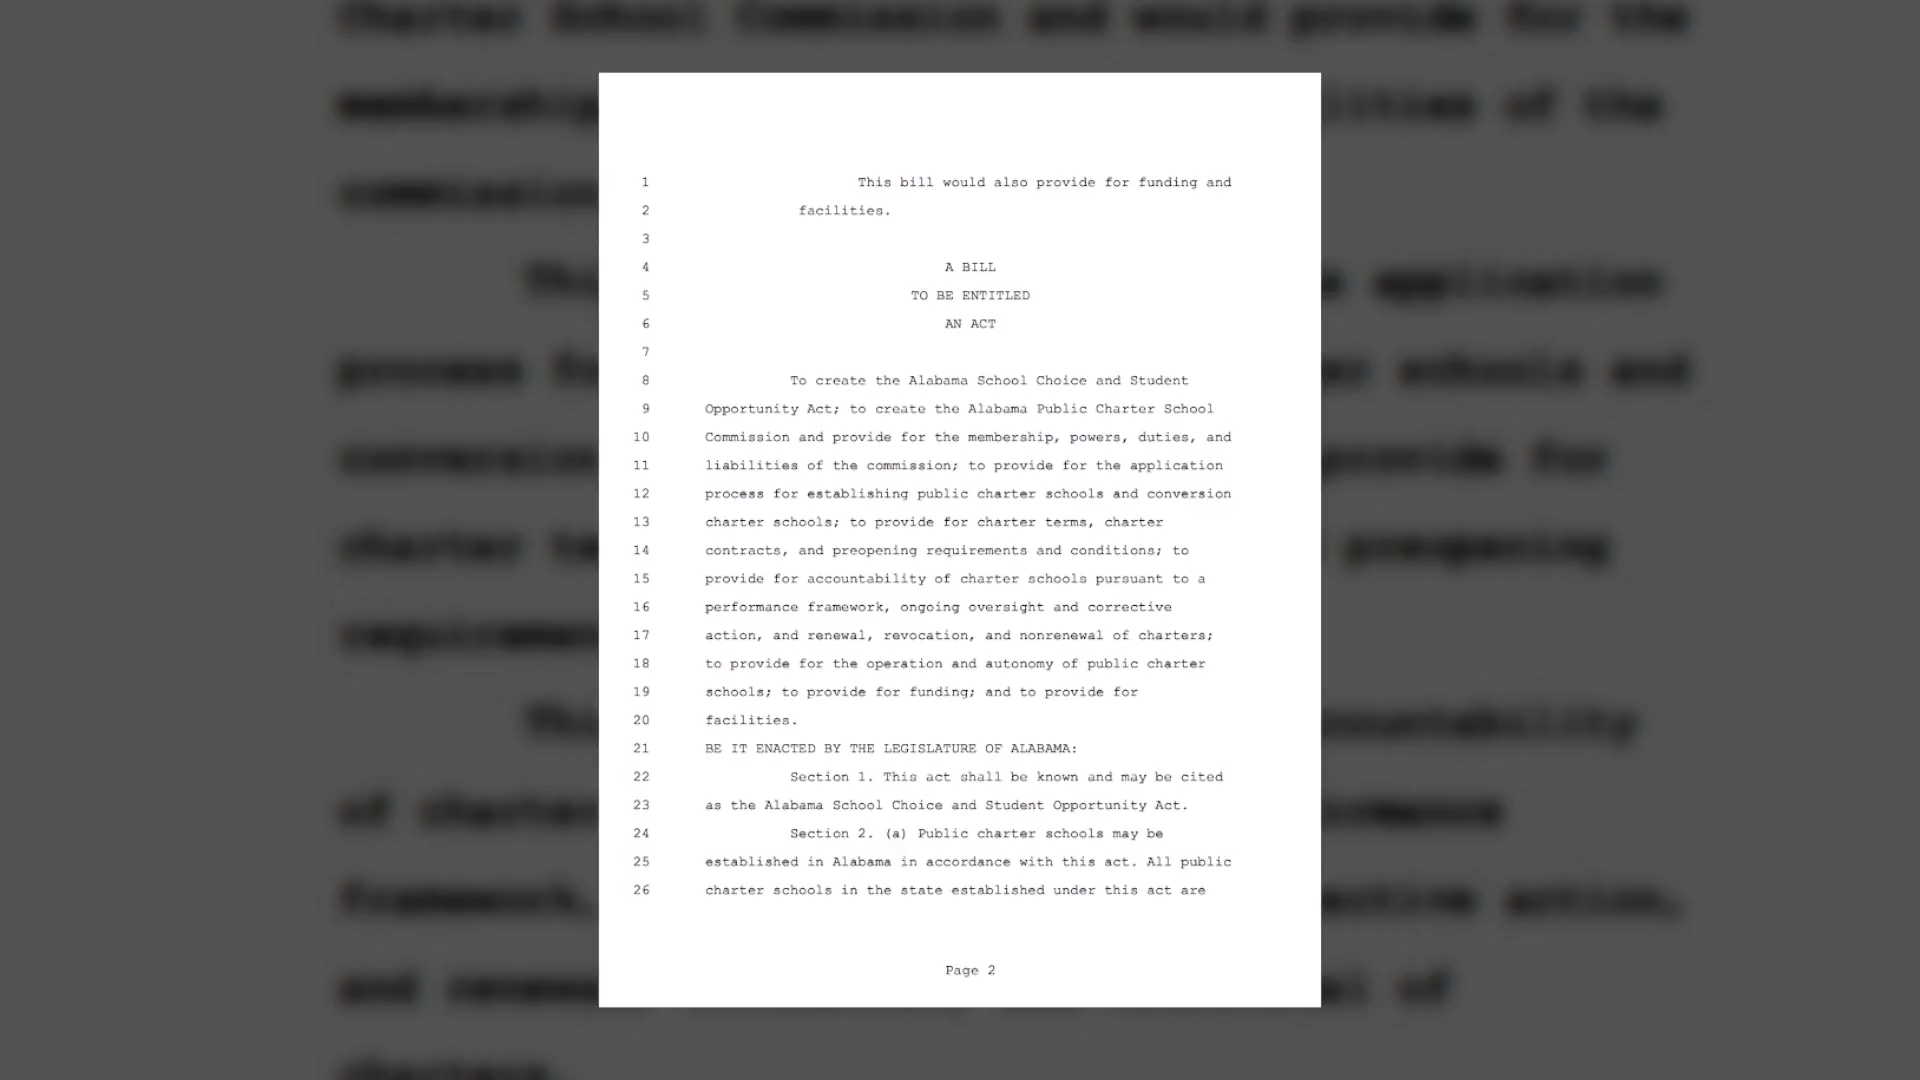 Charter School Commission and would provide for the
1 This bill would also provide for funding and
2 facilities.
3
4 A BILL
5 TO BE ENTITLED
6 AN ACT
7
8 To create the Alabama School Choice and Student
9 Opportunity Act; to create the Alabama Public Charter School
10 Commission and provide for the membership, powers, duties, and
11 liabilities of the commission; to provide for the application
12 process for establishing public charter schools and conversion
13 charter schools; to provide for charter terms, charter
14 contracts, and preopening requirements and conditions; to
15 provide for accountability of charter schools pursuant to a
16 performance framework, ongoing oversight and corrective
17 action, and renewal, revocation, and nonrenewal of charters;
18 to provide for the operation and autonomy of public charter
19 schools; to provide for funding; and to provide for
20 facilities.
21 BE IT ENACTED BY THE LEGISLATURE OF ALABAMA:
22 Section 1. This act shall be known and may be cited
23 as the Alabama School Choice and Student Opportunity Act.
24 Section 2. (a) Public charter schools may be
25 established in Alabama in accordance with this act. All public
26 charter schools in the state established under this act are
Page 2